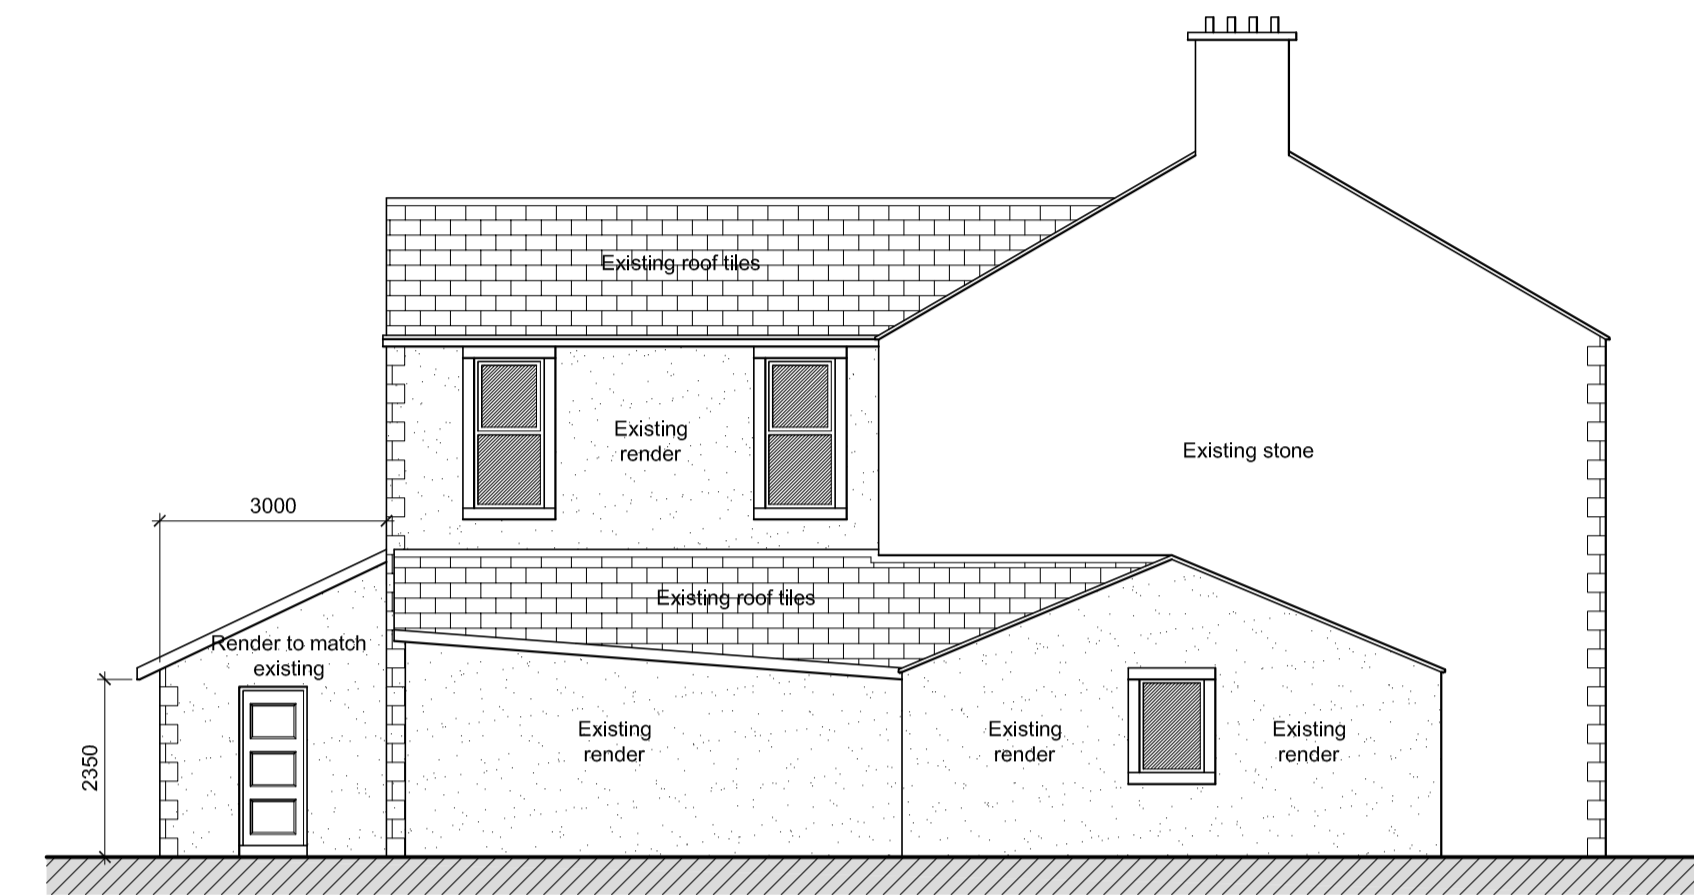 Existing roof tiles
Existing
render
Existing stone
3000
Existing roof tiles
Render to match
existing
2350
Existing
render
Existing
render
Existing
render